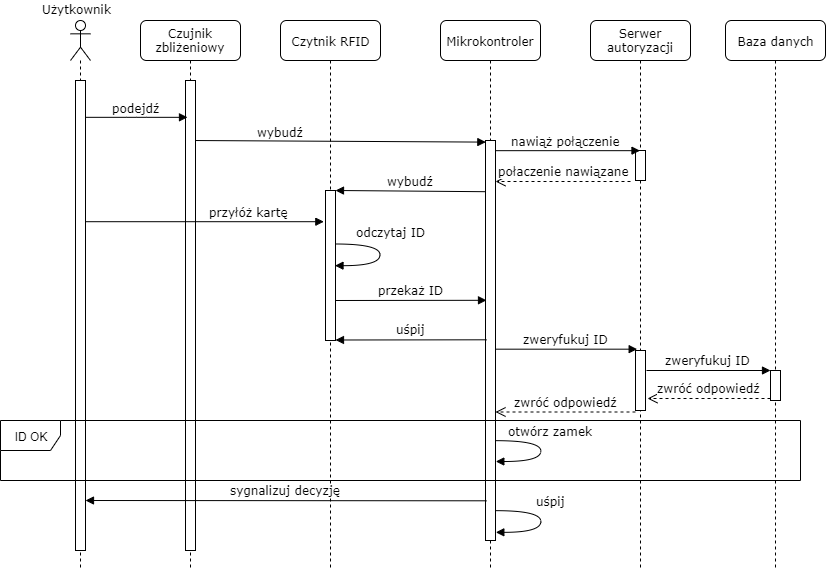 Użytkownik
Czujnik
zbliżeniowy
Czytnik RFID
Mikrokontroler
Serwer
autoryzacji
Baza danych
podejdź
wybudź
nawiąż połączenie
połaczenie nawiązane
wybudź
przyłóż kartę
odczytaj ID
przekaż ID
uśpij
zweryfukuj ID
zweryfukuj ID
zwróć odpowiedź
zwróć odpowiedź
ID OK
otwórz zamek
sygnalizuj decyzję
uśpij